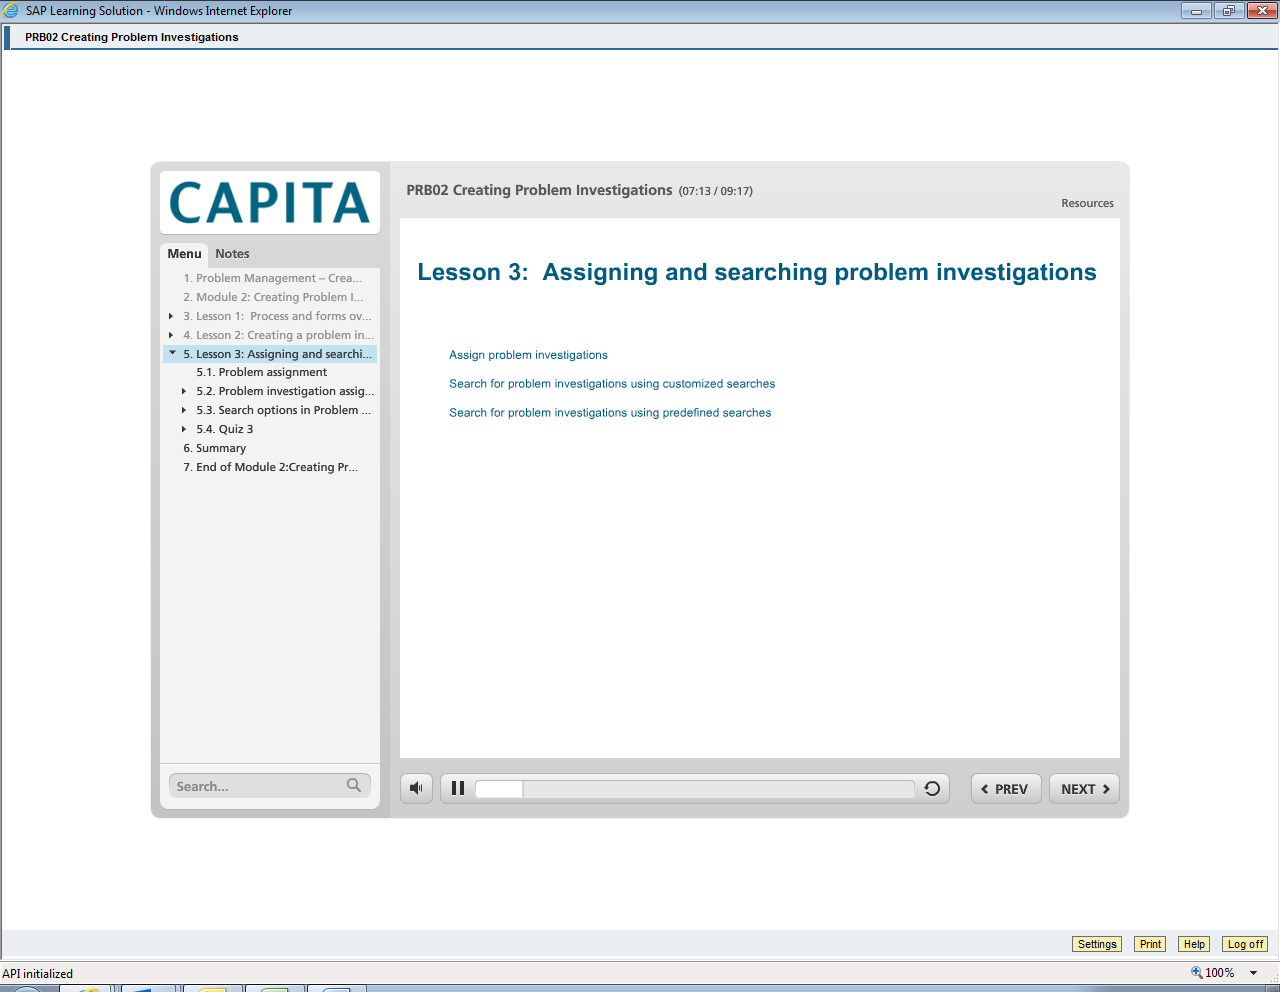 SAP Learning Solution - Windows Internet Explorer
PRB02 Creating Problem Investigations
CAPITA
PRB02 Creating Problem Investigations (07:13 / 09:17)
Resources
Menu Notes
1. Problem Management – Crea...
2. Module 2: Creating Problem I...
3. Lesson 1:  Process and forms ov...
4. Lesson 2: Creating a problem in...
5. Lesson 3: Assigning and searchi...
5.1. Problem assignment
5.2. Problem investigation assig...
5.3. Search options in Problem ...
5.4. Quiz 3
6. Summary
7. End of Module 2:Creating Pr...
Search...
Lesson 3:  Assigning and searching problem investigations
Assign problem investigations
Search for problem investigations using customized searches
Search for problem investigations using predefined searches
PREV NEXT
Settings Print Help Log off
API initialized
100%